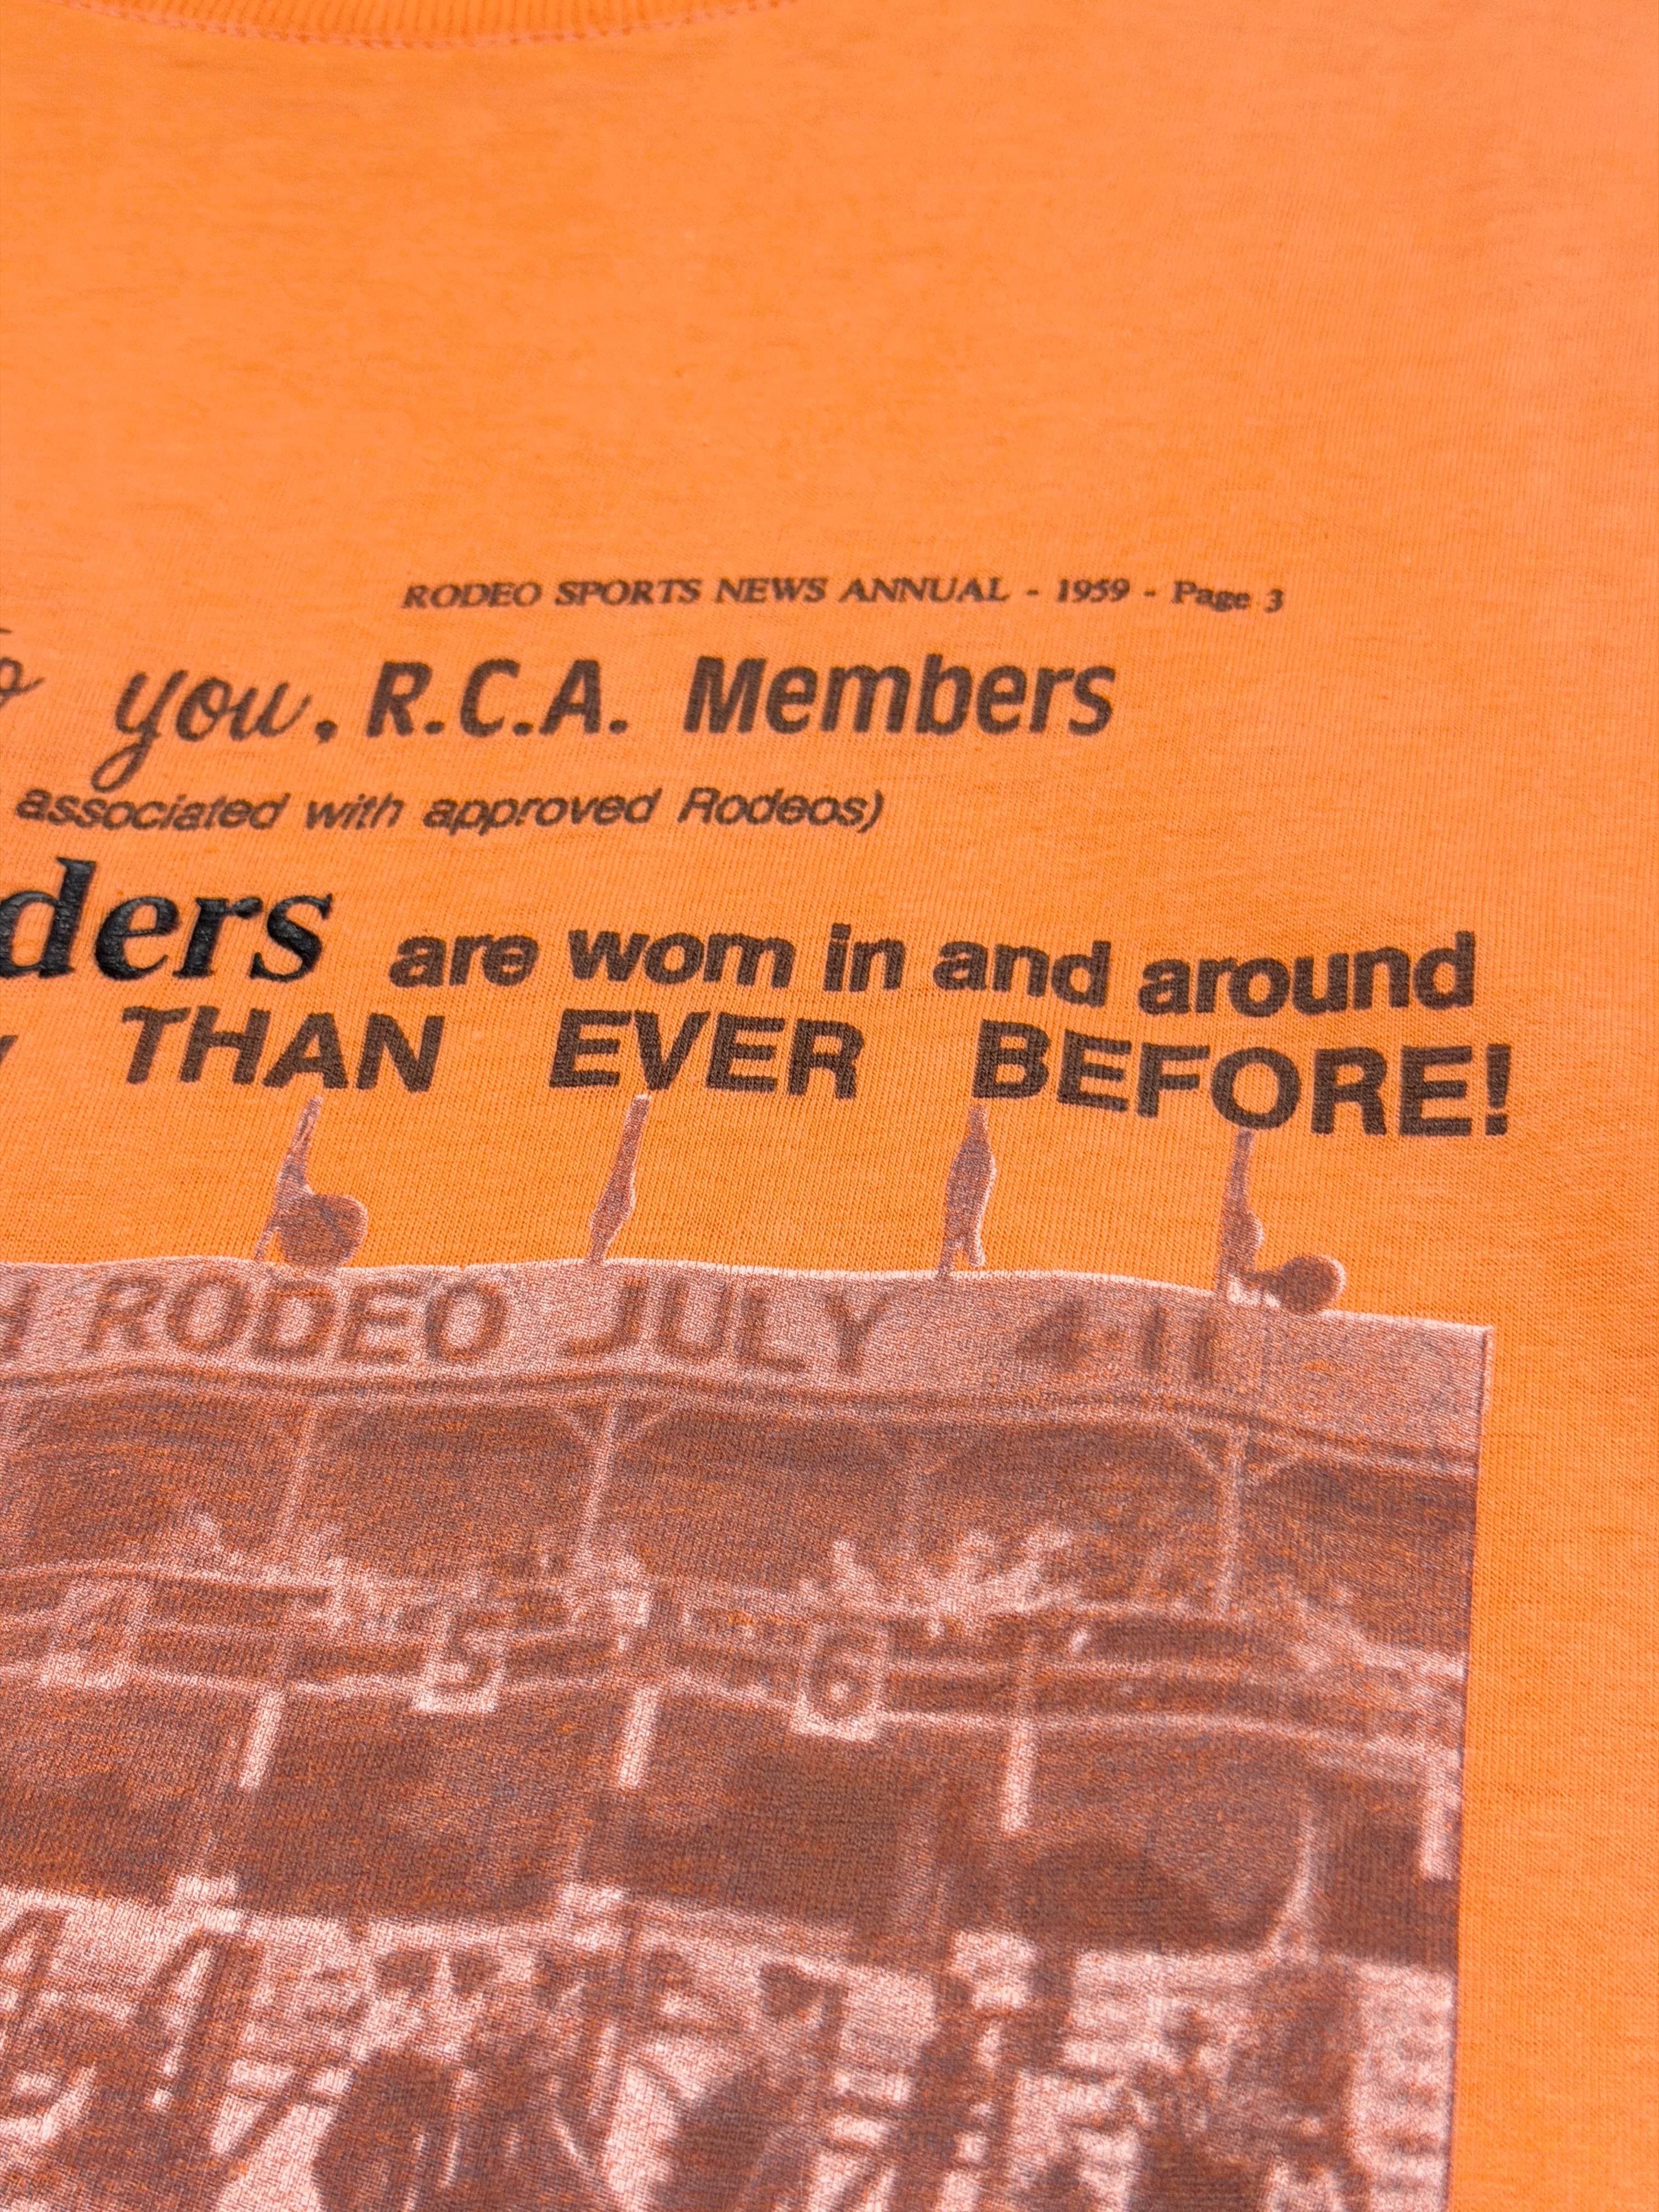 RODEO SPORTS NEWS ANNUAL - 1959 - Page 3
you, R.C.A. Members
associated with approved Rodeos)
ders are worn in and around
THAN EVER BEFORE!
RODEO JULY 4-11
4 5 6